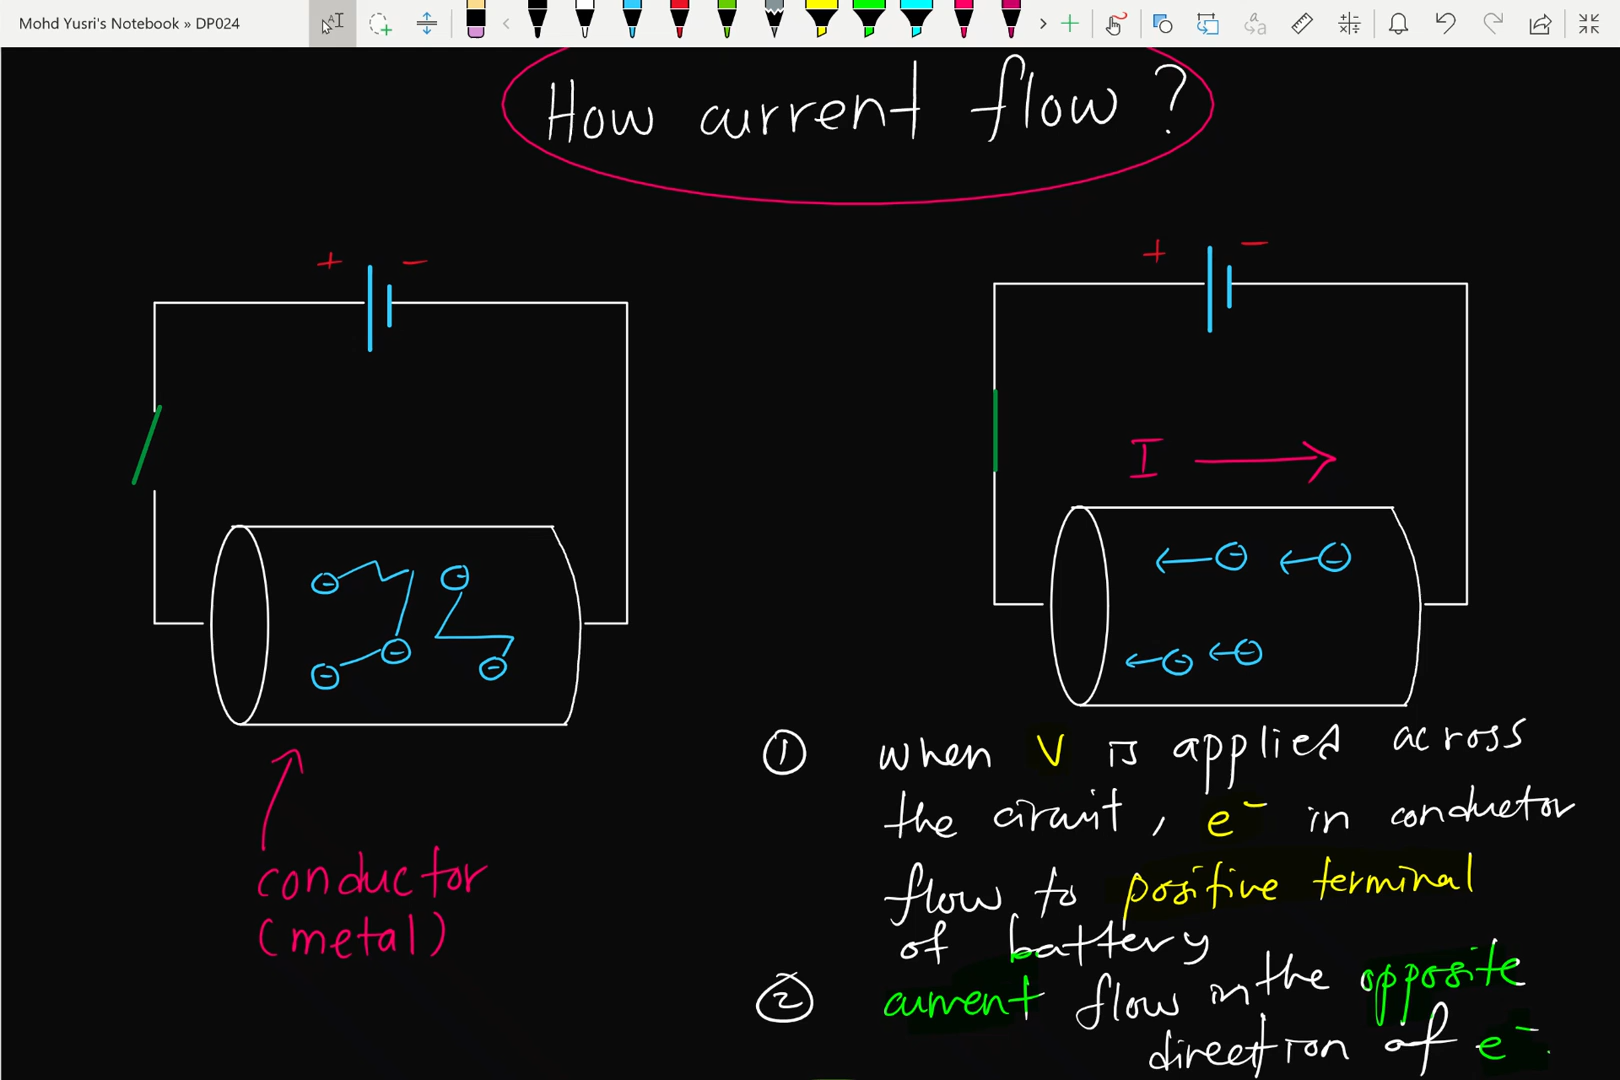 Mohd Yusri's Notebook » DP024
How current flow ?
+ −
+ −
I
conductor
(metal)
① when V is applied across
the circuit, e⁻ in conductor
flow to positive terminal
of battery
② current flow in the opposite
direction of e⁻.